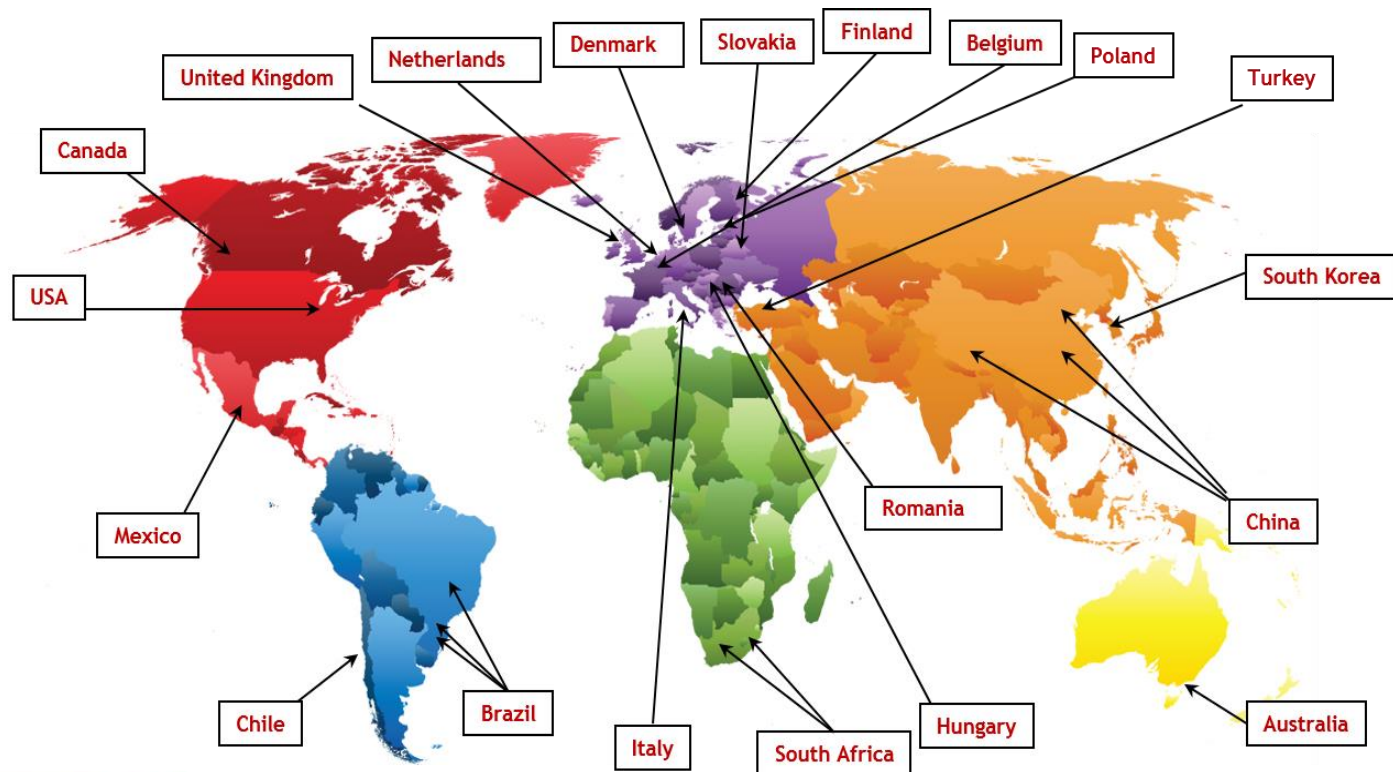 Finland
Denmark
Slovakia
Belgium
Netherlands
Poland
United Kingdom
Turkey
Canada
South Korea
USA
Romania
China
Mexico
Chile
Brazil
Italy
South Africa
Hungary
Australia